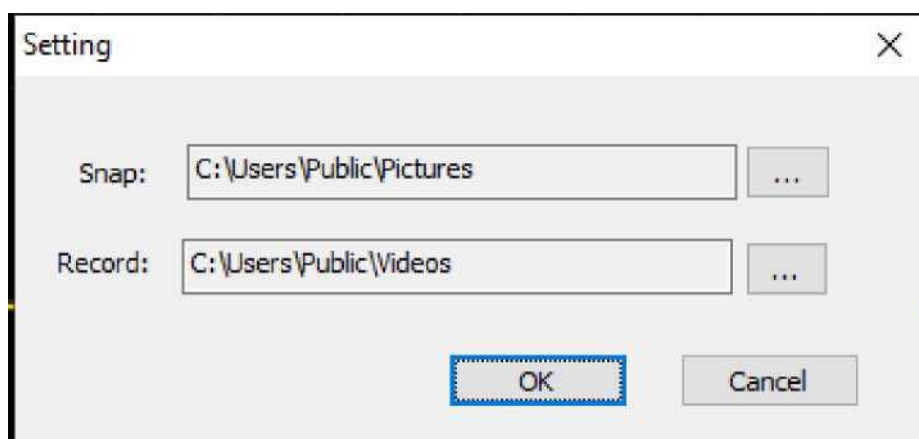 Setting
Snap: C:\Users\Public\Pictures ...
Record: C:\Users\Public\Videos ...
OK Cancel